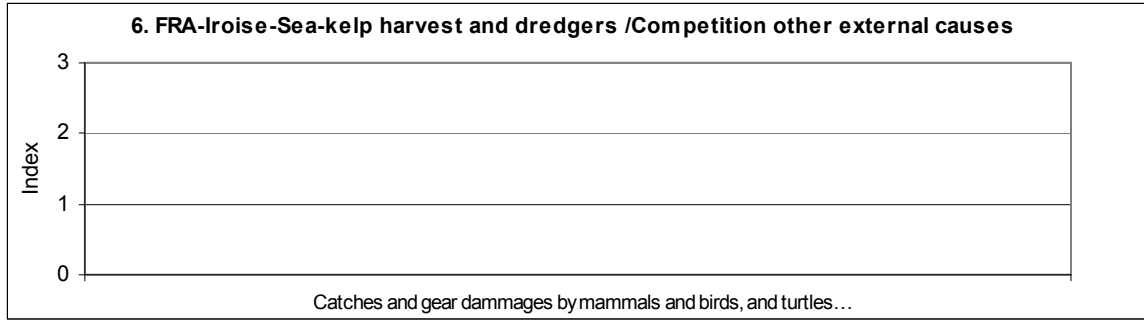 6. FRA-Iroise-Sea-kelp harvest and dredgers /Competition other external causes
3
2
1
0
Index
Catches and gear dammages by mammals and birds, and turtles…